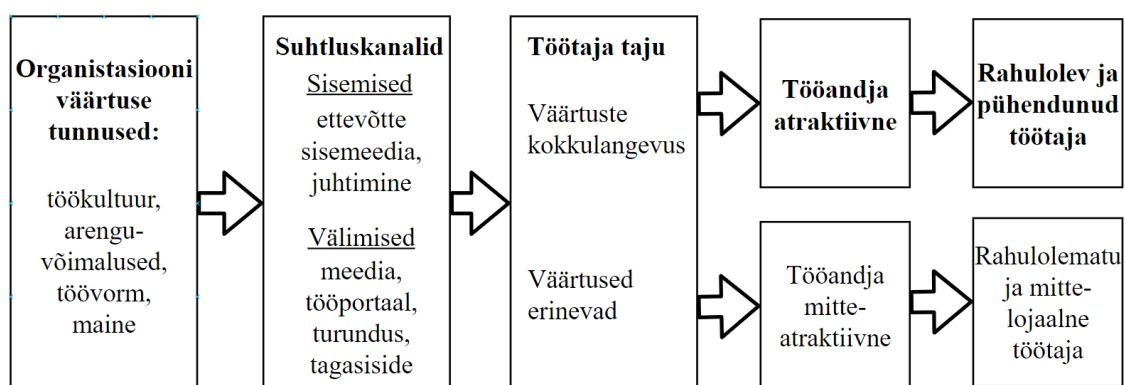 Organistasiooni
väärtuse
tunnused:
töökultuur,
arengu-
võimalused,
töövorm,
maine
Suhtluskanalid
Sisemised
ettevõtte
sisemeedia,
juhtimine
Välimised
meedia,
tööportaal,
turundus,
tagasiside
Töötaja taju
Väärtuste
kokkulangevus
Väärtused
erinevad
Tööandja
atraktiivne
Rahulolev ja
pühendunud
töötaja
Tööandja
mitte-
atraktiivne
Rahulolematu
ja mitte-
lojaalne
töötaja